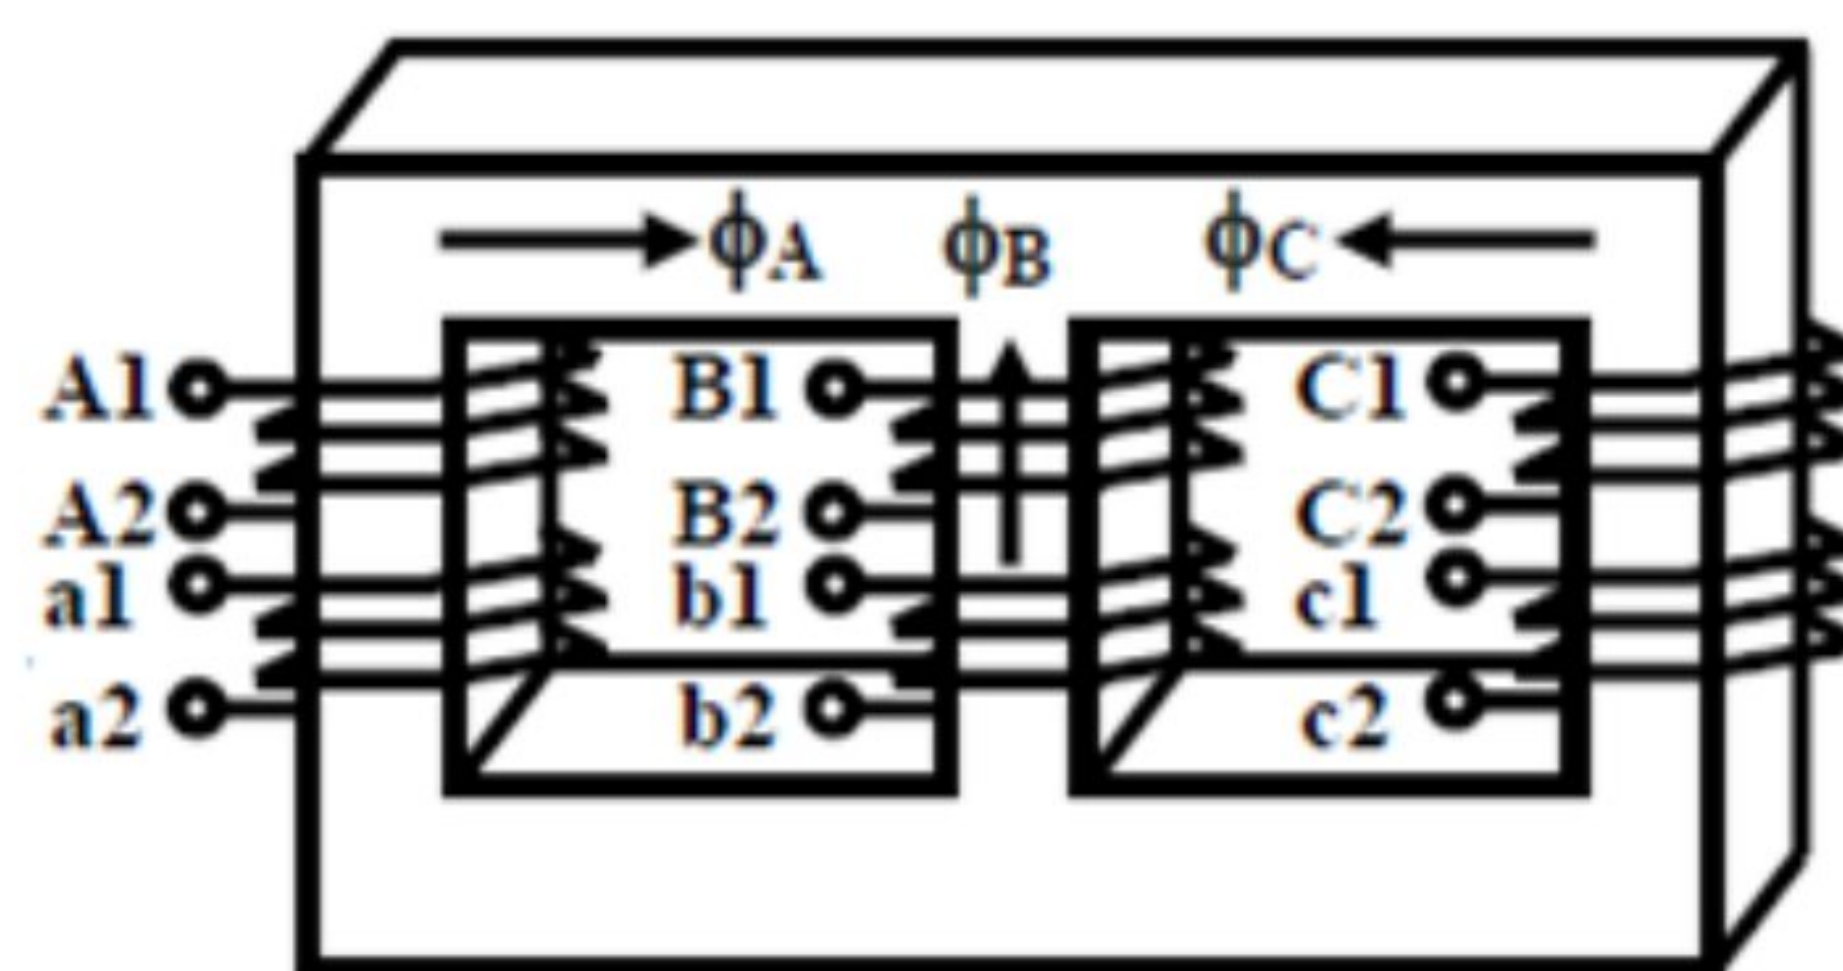 ϕA ϕB ϕC
A1 B1 C1
A2 B2 C2
a1 b1 c1
a2 b2 c2